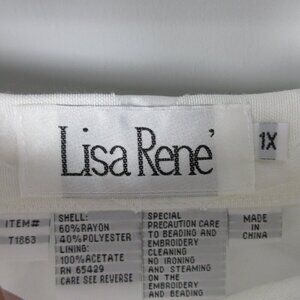 Lisa René
1X
ITEM#
T1863
SHELL:
60%RAYON
40%POLYESTER
LINING:
100%ACETATE
RN 65429
CARE SEE REVERSE
SPECIAL
PRECAUTION CARE
TO BEADING AND
EMBROIDERY
CLEANING
NO IRONING
AND STEAMING
ON THE
BEADING AND
EMBROIDERY
MADE IN
CHINA